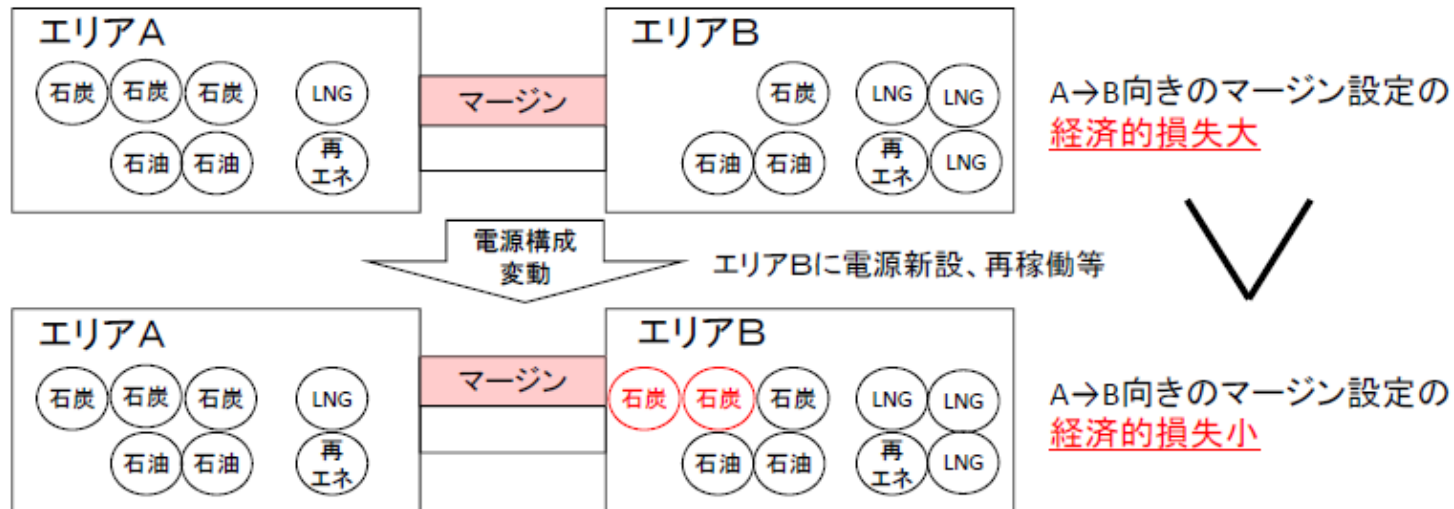 エリアA
石炭 石炭 石炭 LNG
石油 石油 再エネ
マージン
エリアB
石炭 LNG LNG
石油 石油 再エネ LNG
A→B向きのマージン設定の
経済的損失大
電源構成
変動
エリアBに電源新設、再稼働等
エリアA
石炭 石炭 石炭 LNG
石油 石油 再エネ
マージン
エリアB
石炭 石炭 石炭 LNG LNG
石油 石油 再エネ LNG
A→B向きのマージン設定の
経済的損失小